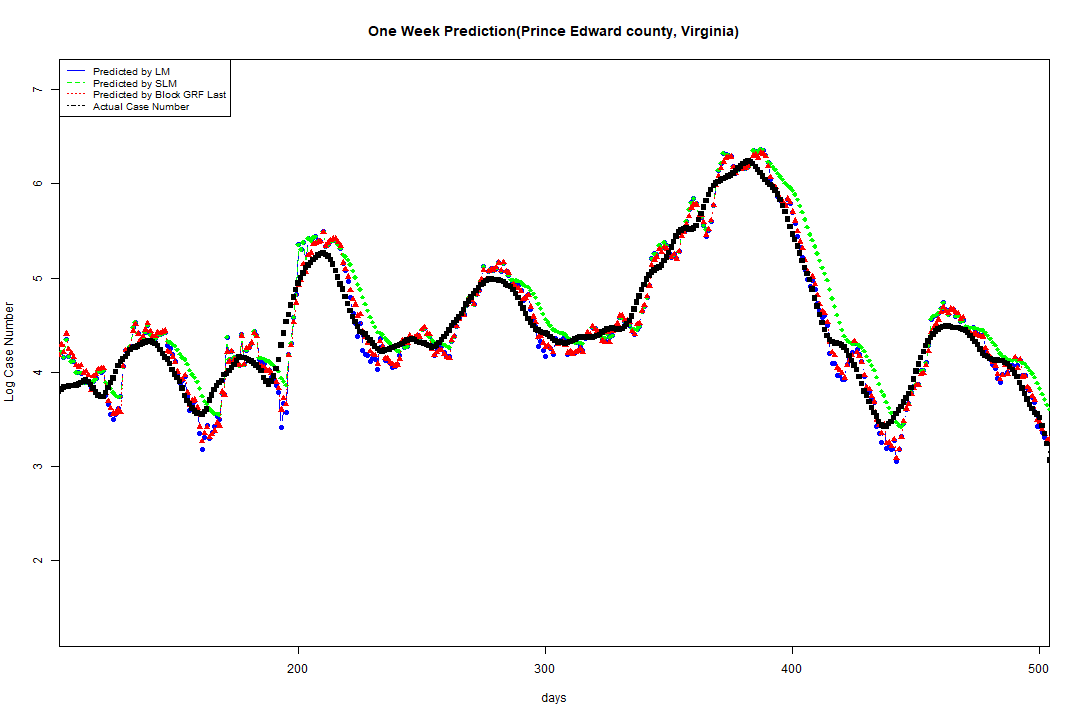 One Week Prediction(Prince Edward county, Virginia)
Predicted by LM
Predicted by SLM
Predicted by Block GRF Last
Actual Case Number
7
6
5
4
3
2
Log Case Number
200 300 400 500
days